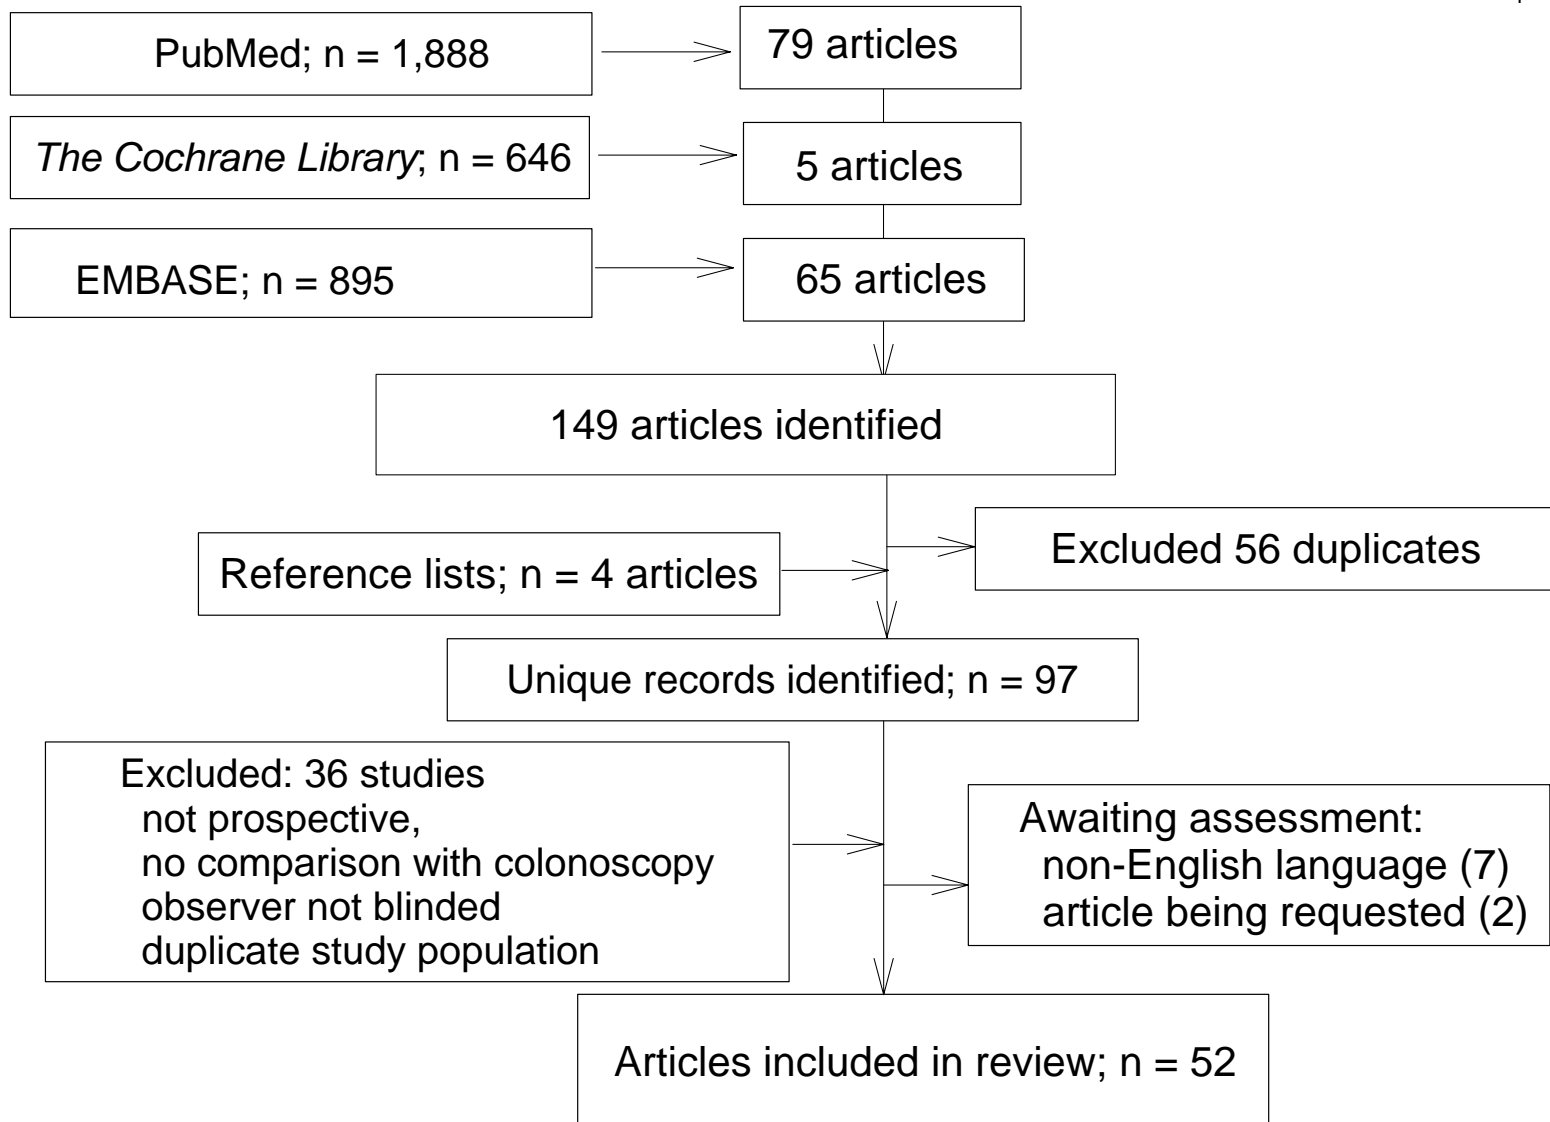 PubMed; n = 1,888
79 articles
The Cochrane Library; n = 646
5 articles
EMBASE; n = 895
65 articles
149 articles identified
Excluded 56 duplicates
Reference lists; n = 4 articles
Unique records identified; n = 97
Excluded: 36 studies
not prospective,
no comparison with colonoscopy
observer not blinded
duplicate study population
Awaiting assessment:
non-English language (7)
article being requested (2)
Articles included in review; n = 52